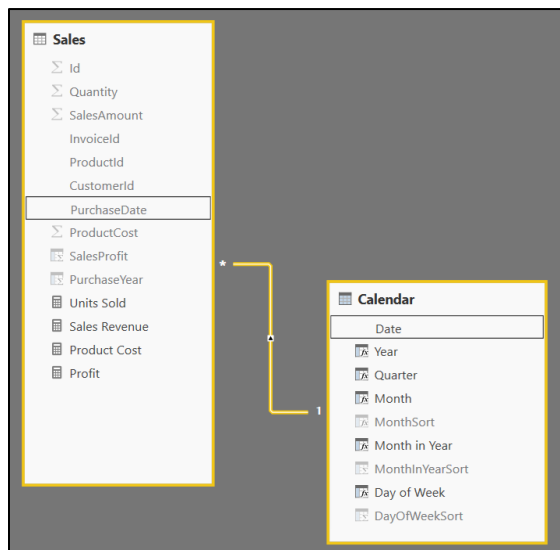 Sales
Id
Quantity
SalesAmount
InvoiceId
ProductId
CustomerId
PurchaseDate
ProductCost
SalesProfit
PurchaseYear
Units Sold
Sales Revenue
Product Cost
Profit
*
1
Calendar
Date
Year
Quarter
Month
MonthSort
Month in Year
MonthInYearSort
Day of Week
DayOfWeekSort